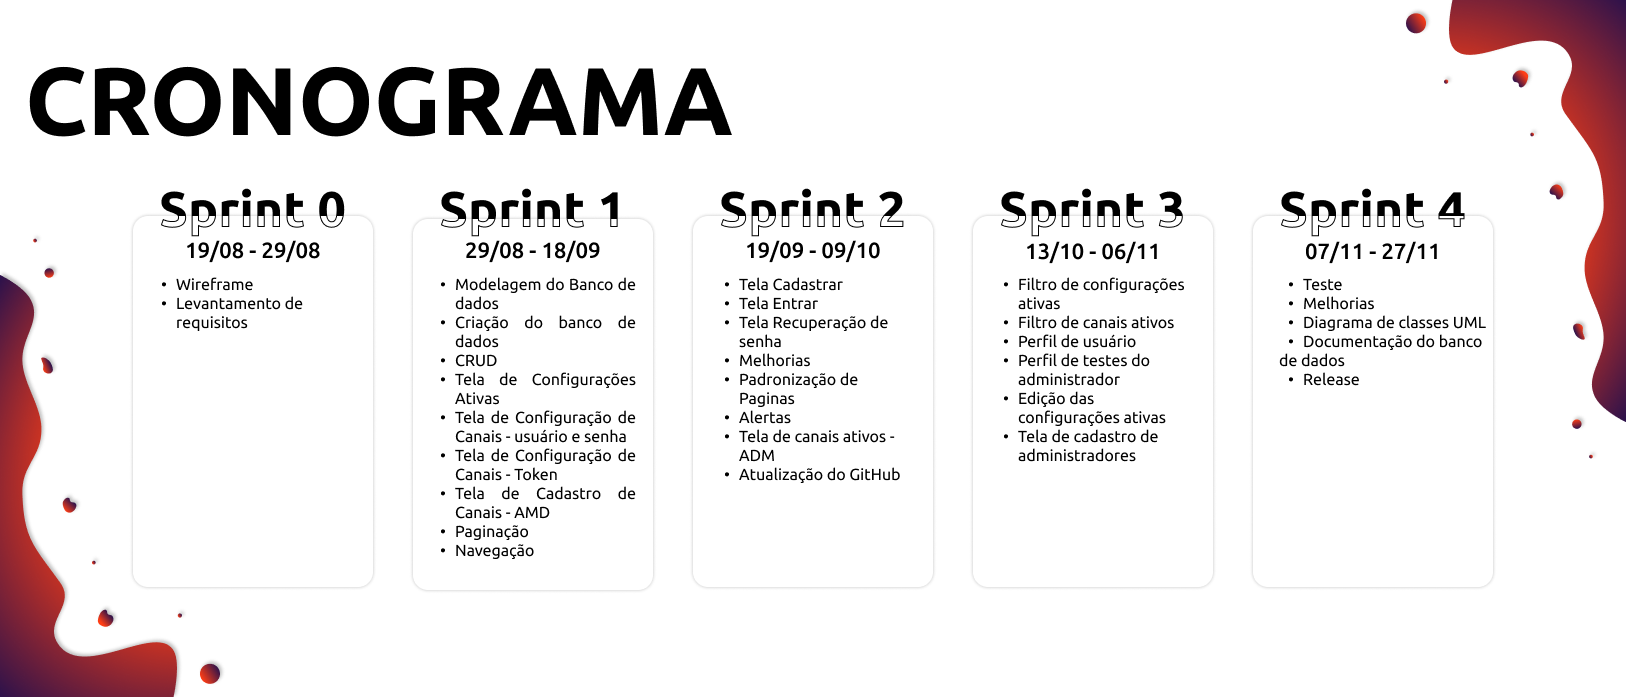 CRONOGRAMA
Sprint 0
19/08 - 29/08
• Wireframe
• Levantamento de
requisitos
Sprint 1
29/08 - 18/09
• Modelagem do Banco de
dados
• Criação do banco de
dados
• CRUD
• Tela de Configurações
Ativas
• Tela de Configuração de
Canais - usuário e senha
• Tela de Configuração de
Canais - Token
• Tela de Cadastro de
Canais - AMD
• Paginação
• Navegação
Sprint 2
19/09 - 09/10
• Tela Cadastrar
• Tela Entrar
• Tela Recuperação de
senha
• Melhorias
• Padronização de
Paginas
• Alertas
• Tela de canais ativos -
ADM
• Atualização do GitHub
Sprint 3
13/10 - 06/11
• Filtro de configurações
ativas
• Filtro de canais ativos
• Perfil de usuário
• Perfil de testes do
administrador
• Edição das
configurações ativas
• Tela de cadastro de
administradores
Sprint 4
07/11 - 27/11
• Teste
• Melhorias
• Diagrama de classes UML
• Documentação do banco
de dados
• Release